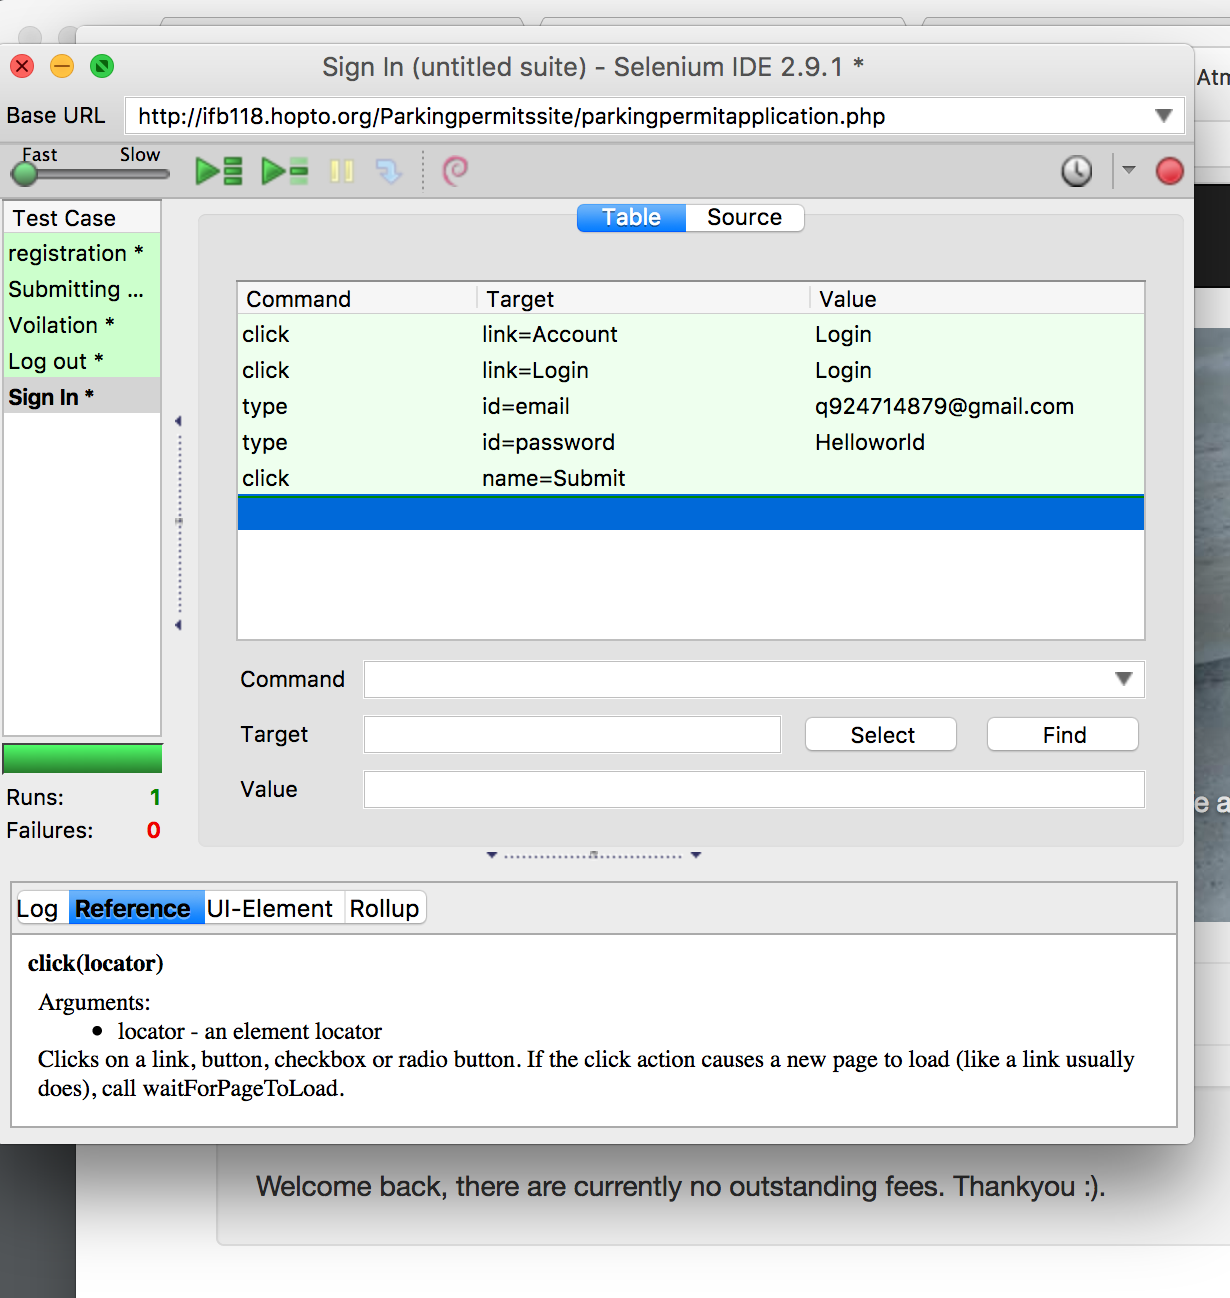 Sign In (untitled suite) - Selenium IDE 2.9.1 *
Atm
Base URL http://ifb118.hopto.org/Parkingpermitssite/parkingpermitapplication.php
Fast Slow
Table Source
Test Case
registration *
Submitting ...
Voilation *
Log out *
Sign In *
Command Target Value
click link=Account Login
click link=Login Login
type id=email q924714879@gmail.com
type id=password Helloworld
click name=Submit
Command
Target Select Find
Value
Runs: 1
Failures: 0
e a
Log Reference UI-Element Rollup
click(locator)
Arguments:
• locator - an element locator
Clicks on a link, button, checkbox or radio button. If the click action causes a new page to load (like a link usually
does), call waitForPageToLoad.
Welcome back, there are currently no outstanding fees. Thankyou :).